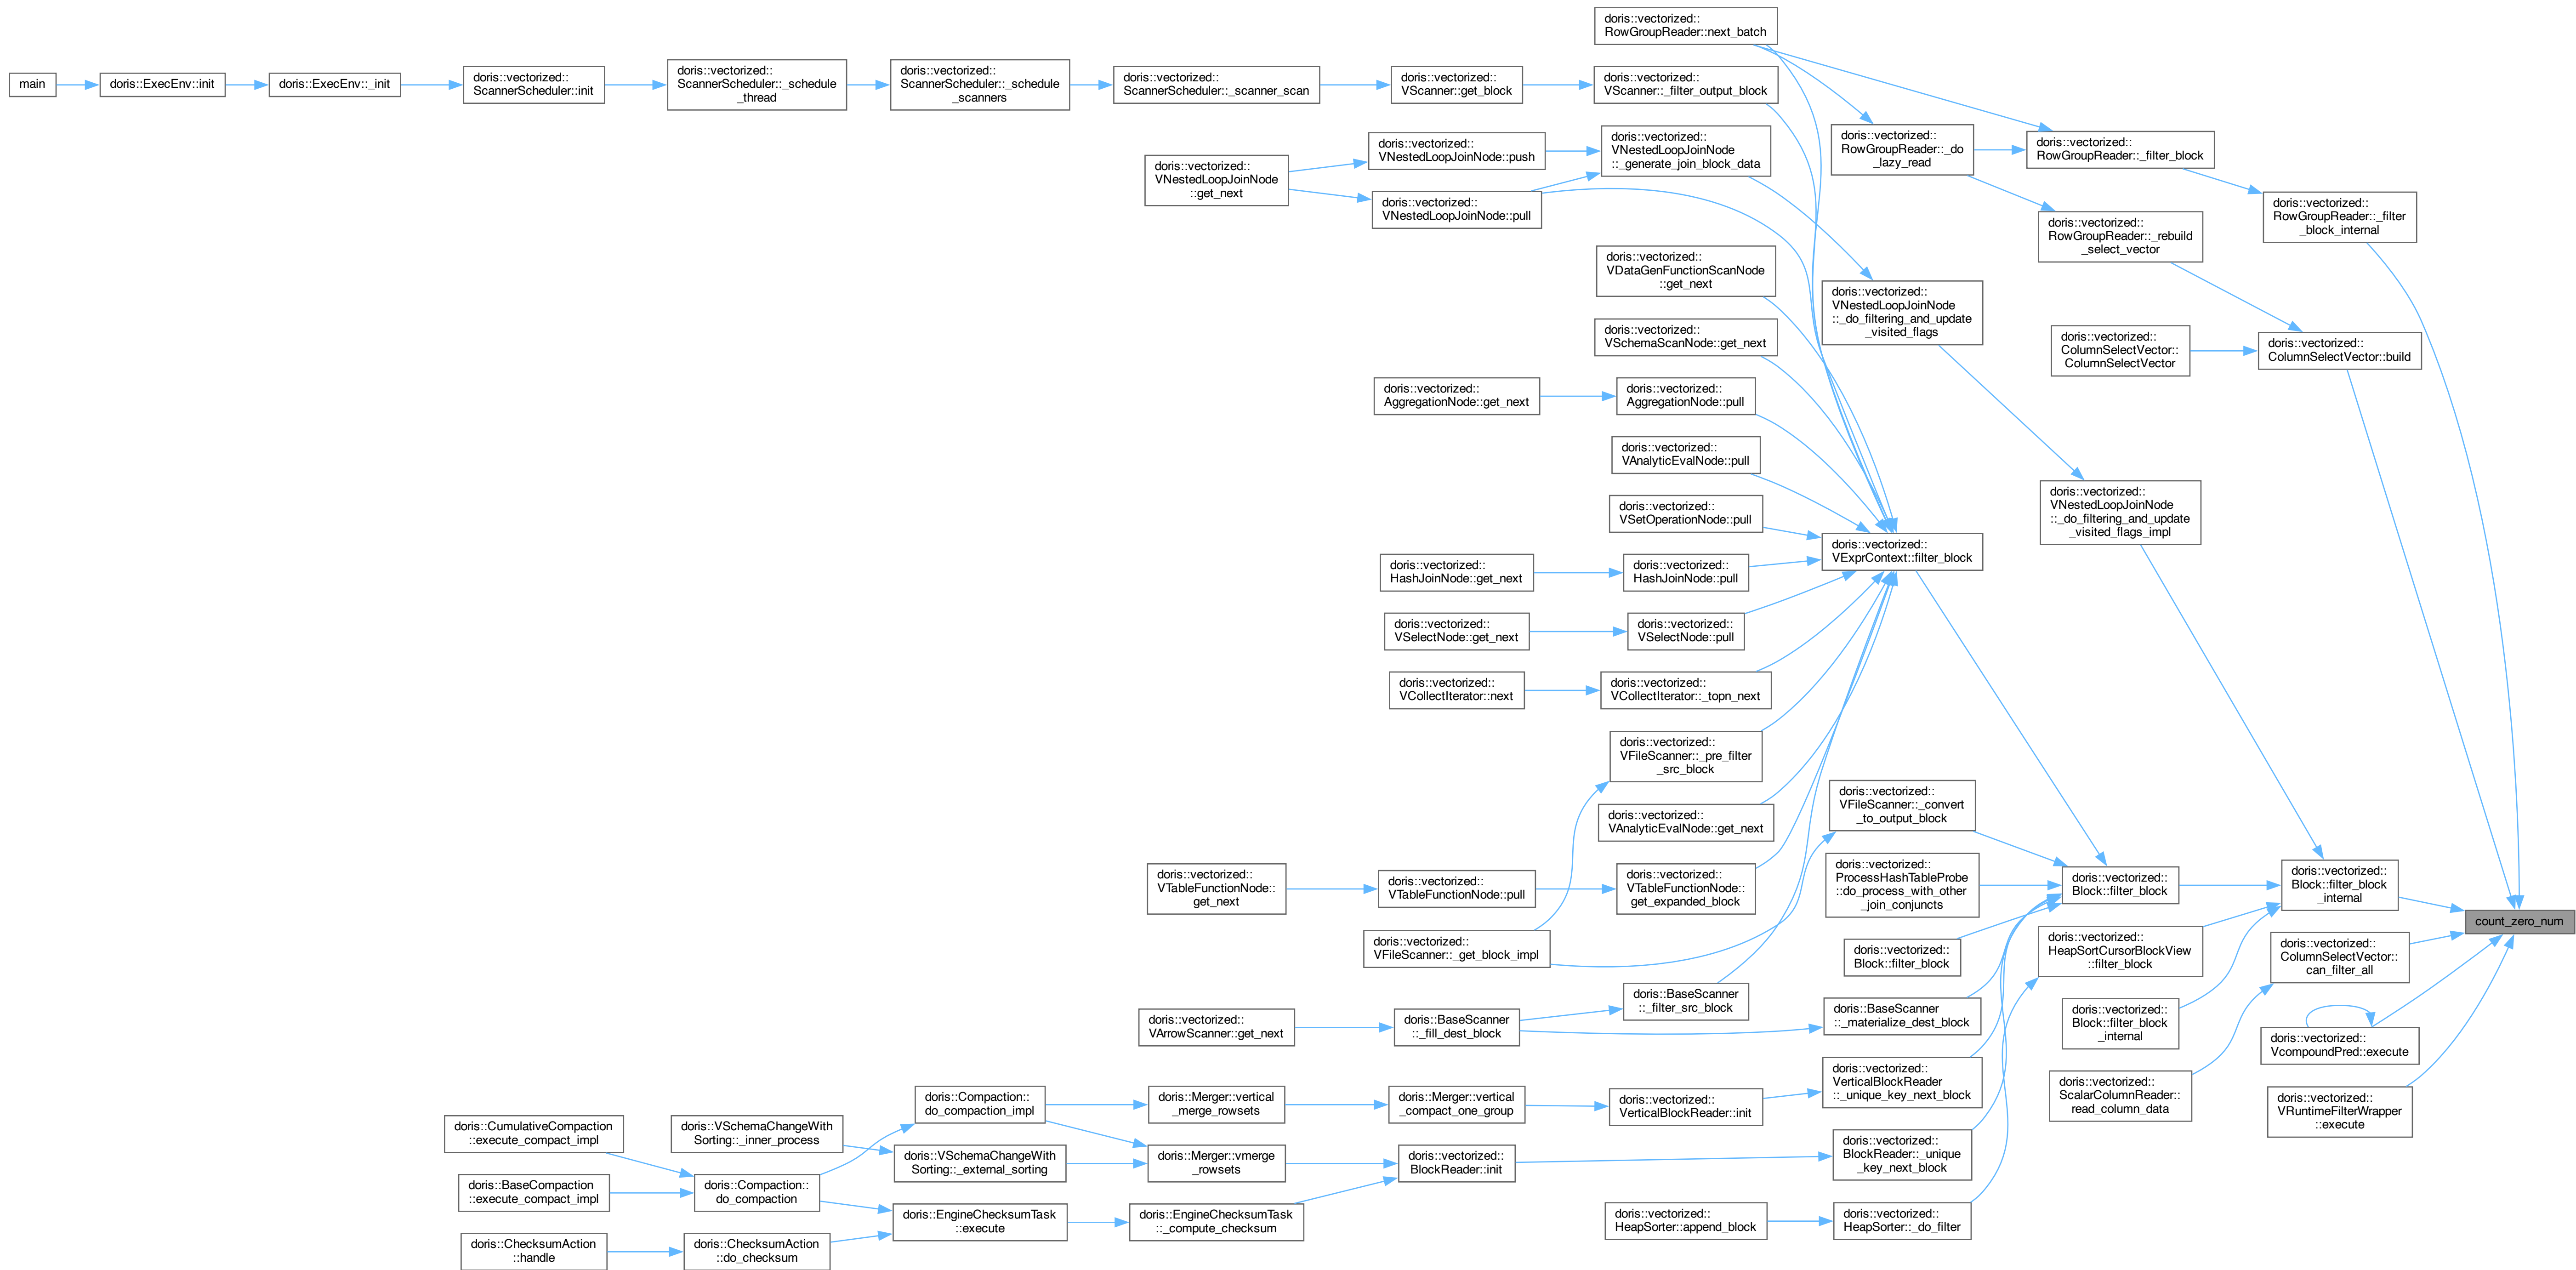 main
doris::ExecEnv::init
doris::ExecEnv::_init
doris::vectorized::
ScannerScheduler::init
doris::vectorized::
ScannerScheduler::_schedule
_thread
doris::vectorized::
ScannerScheduler::_schedule
_scanners
doris::vectorized::
ScannerScheduler::_scanner_scan
doris::vectorized::
VScanner::get_block
doris::vectorized::
RowGroupReader::next_batch
doris::vectorized::
VScanner::_filter_output_block
doris::vectorized::
VNestedLoopJoinNode
::get_next
doris::vectorized::
VNestedLoopJoinNode::push
doris::vectorized::
VNestedLoopJoinNode::pull
doris::vectorized::
VNestedLoopJoinNode
::_generate_join_block_data
doris::vectorized::
RowGroupReader::_do
_lazy_read
doris::vectorized::
RowGroupReader::_filter_block
doris::vectorized::
RowGroupReader::_filter
_block_internal
doris::vectorized::
RowGroupReader::_rebuild
_select_vector
doris::vectorized::
VDataGenFunctionScanNode
::get_next
doris::vectorized::
VNestedLoopJoinNode
::_do_filtering_and_update
_visited_flags
doris::vectorized::
VSchemaScanNode::get_next
doris::vectorized::
ColumnSelectVector::
ColumnSelectVector
doris::vectorized::
ColumnSelectVector::build
doris::vectorized::
AggregationNode::get_next
doris::vectorized::
AggregationNode::pull
doris::vectorized::
VAnalyticEvalNode::pull
doris::vectorized::
VSetOperationNode::pull
doris::vectorized::
VNestedLoopJoinNode
::_do_filtering_and_update
_visited_flags_impl
doris::vectorized::
VExprContext::filter_block
doris::vectorized::
HashJoinNode::get_next
doris::vectorized::
HashJoinNode::pull
doris::vectorized::
VSelectNode::get_next
doris::vectorized::
VSelectNode::pull
doris::vectorized::
VCollectIterator::next
doris::vectorized::
VCollectIterator::_topn_next
doris::vectorized::
VFileScanner::_pre_filter
_src_block
doris::vectorized::
VAnalyticEvalNode::get_next
doris::vectorized::
VFileScanner::_convert
_to_output_block
doris::vectorized::
VTableFunctionNode::
get_next
doris::vectorized::
VTableFunctionNode::pull
doris::vectorized::
VTableFunctionNode::
get_expanded_block
doris::vectorized::
ProcessHashTableProbe
::do_process_with_other
_join_conjuncts
doris::vectorized::
Block::filter_block
doris::vectorized::
Block::filter_block
_internal
count_zero_num
doris::vectorized::
VFileScanner::_get_block_impl
doris::vectorized::
Block::filter_block
doris::vectorized::
HeapSortCursorBlockView
::filter_block
doris::vectorized::
ColumnSelectVector::
can_filter_all
doris::BaseScanner
::_filter_src_block
doris::vectorized::
VArrowScanner::get_next
doris::BaseScanner
::_fill_dest_block
doris::BaseScanner
::_materialize_dest_block
doris::vectorized::
Block::filter_block
_internal
doris::vectorized::
VcompoundPred::execute
doris::vectorized::
VerticalBlockReader
::_unique_key_next_block
doris::vectorized::
ScalarColumnReader::
read_column_data
doris::vectorized::
VRuntimeFilterWrapper
::execute
doris::Compaction::
do_compaction_impl
doris::Merger::vertical
_merge_rowsets
doris::Merger::vertical
_compact_one_group
doris::vectorized::
VerticalBlockReader::init
doris::CumulativeCompaction
::execute_compact_impl
doris::VSchemaChangeWith
Sorting::_inner_process
doris::VSchemaChangeWith
Sorting::_external_sorting
doris::Merger::vmerge
_rowsets
doris::vectorized::
BlockReader::init
doris::vectorized::
BlockReader::_unique
_key_next_block
doris::BaseCompaction
::execute_compact_impl
doris::Compaction::
do_compaction
doris::EngineChecksumTask
::execute
doris::EngineChecksumTask
::_compute_checksum
doris::vectorized::
HeapSorter::append_block
doris::vectorized::
HeapSorter::_do_filter
doris::ChecksumAction
::handle
doris::ChecksumAction
::do_checksum